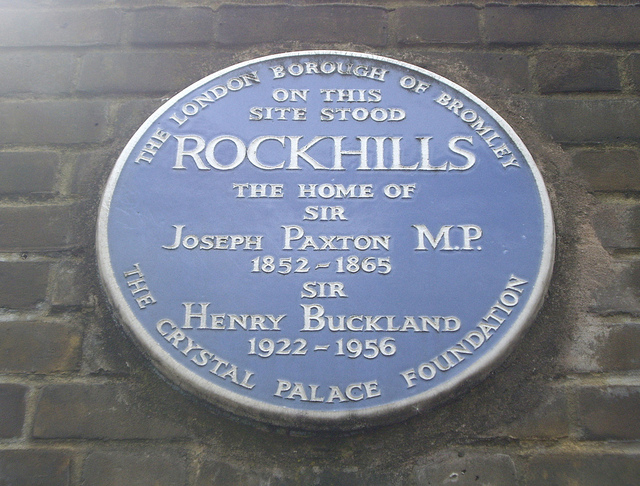 THE LONDON BOROUGH OF BROMLEY
ON THIS
SITE STOOD
ROCKHILLS
THE HOME OF
SIR
JOSEPH PAXTON M.P.
1852 – 1865
SIR
HENRY BUCKLAND
1922 – 1956
THE CRYSTAL PALACE FOUNDATION